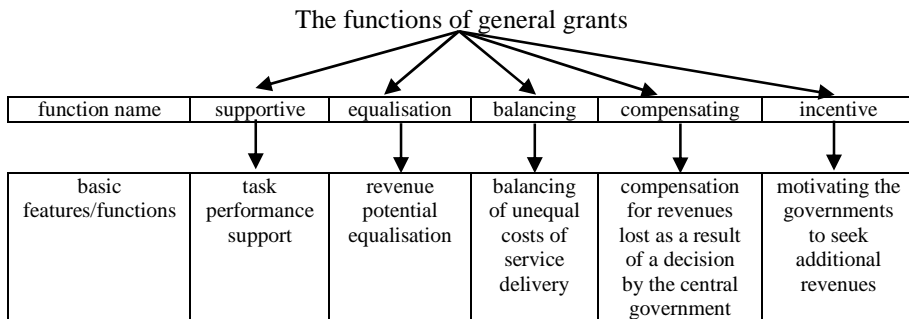 The functions of general grants
function name
supportive
equalisation
balancing
compensating
incentive
basic
features/functions
task
performance
support
revenue
potential
equalisation
balancing
of unequal
costs of
service
delivery
compensation
for revenues
lost as a result
of a decision
by the central
government
motivating the
governments
to seek
additional
revenues